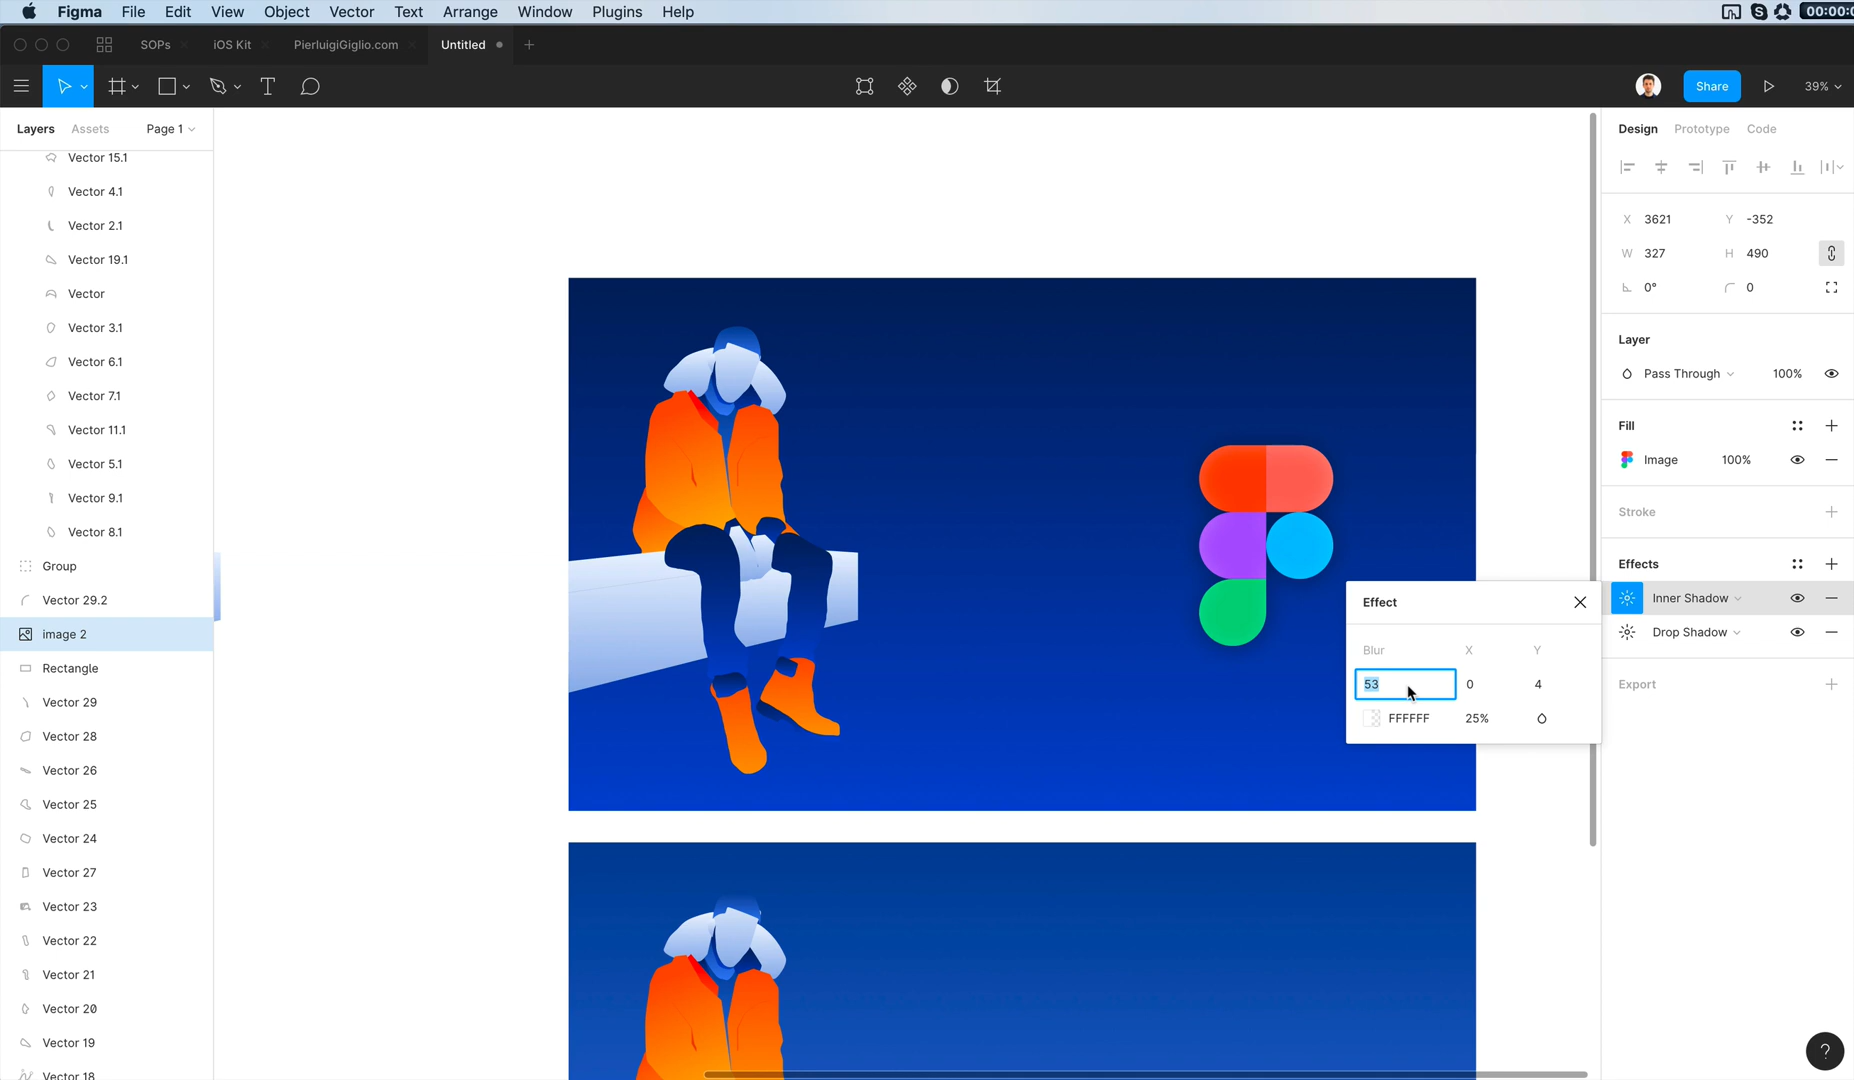 Figma File Edit View Object Vector Text Arrange Window Plugins Help
SOPs iOS Kit PierluigiGiglio.com Untitled
Share 39%
Layers Assets Page 1
Design Prototype Code
Vector 15.1
Vector 4.1
Vector 2.1
Vector 19.1
Vector
Vector 3.1
Vector 6.1
Vector 7.1
Vector 11.1
Vector 5.1
Vector 9.1
Vector 8.1
Group
Vector 29.2
image 2
Rectangle
Vector 29
Vector 28
Vector 26
Vector 25
Vector 24
Vector 27
Vector 23
Vector 22
Vector 21
Vector 20
Vector 19
Vector 18
Effect
Blur X Y
53 0 4
FFFFFF 25%
X 3621 Y -352
W 327 H 490
0° 0
Layer
Pass Through 100%
Fill
Image 100%
Stroke
Effects
Inner Shadow
Drop Shadow
Export
?